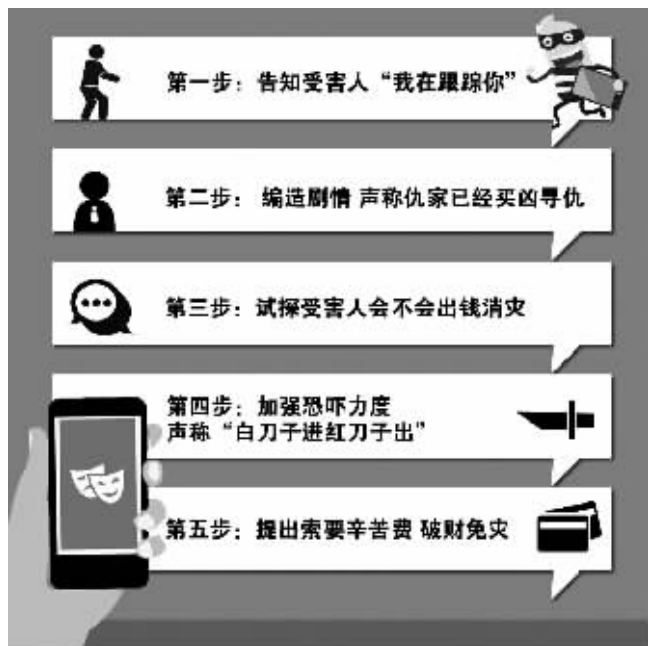 第一步：告知受害人“我在跟踪你”
第二步： 编造剧情 声称仇家已经买凶寻仇
第三步：试探受害人会不会出钱消灾
第四步：加强恐吓力度
声称“白刀子进红刀子出”
第五步：提出索要辛苦费 破财免灾